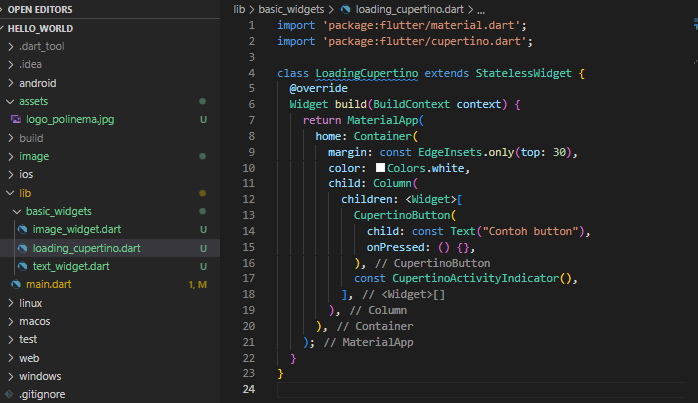 OPEN EDITORS
HELLO_WORLD
.dart_tool
.idea
android
assets
logo_polinema.jpg U
build
image
ios
lib
basic_widgets
image_widget.dart U
loading_cupertino.dart U
text_widget.dart U
main.dart 1, M
linux
macos
test
web
windows
.gitignore
lib > basic_widgets > loading_cupertino.dart > ...
1 import 'package:flutter/material.dart';
2 import 'package:flutter/cupertino.dart';
3
4 class LoadingCupertino extends StatelessWidget {
5 @override
6 Widget build(BuildContext context) {
7 return MaterialApp(
8 home: Container(
9 margin: const EdgeInsets.only(top: 30),
10 color: Colors.white,
11 child: Column(
12 children: <Widget>[
13 CupertinoButton(
14 child: const Text("Contoh button"),
15 onPressed: () {},
16 ), // CupertinoButton
17 const CupertinoActivityIndicator(),
18 ], // <Widget>[]
19 ), // Column
20 ), // Container
21 ); // MaterialApp
22 }
23 }
24